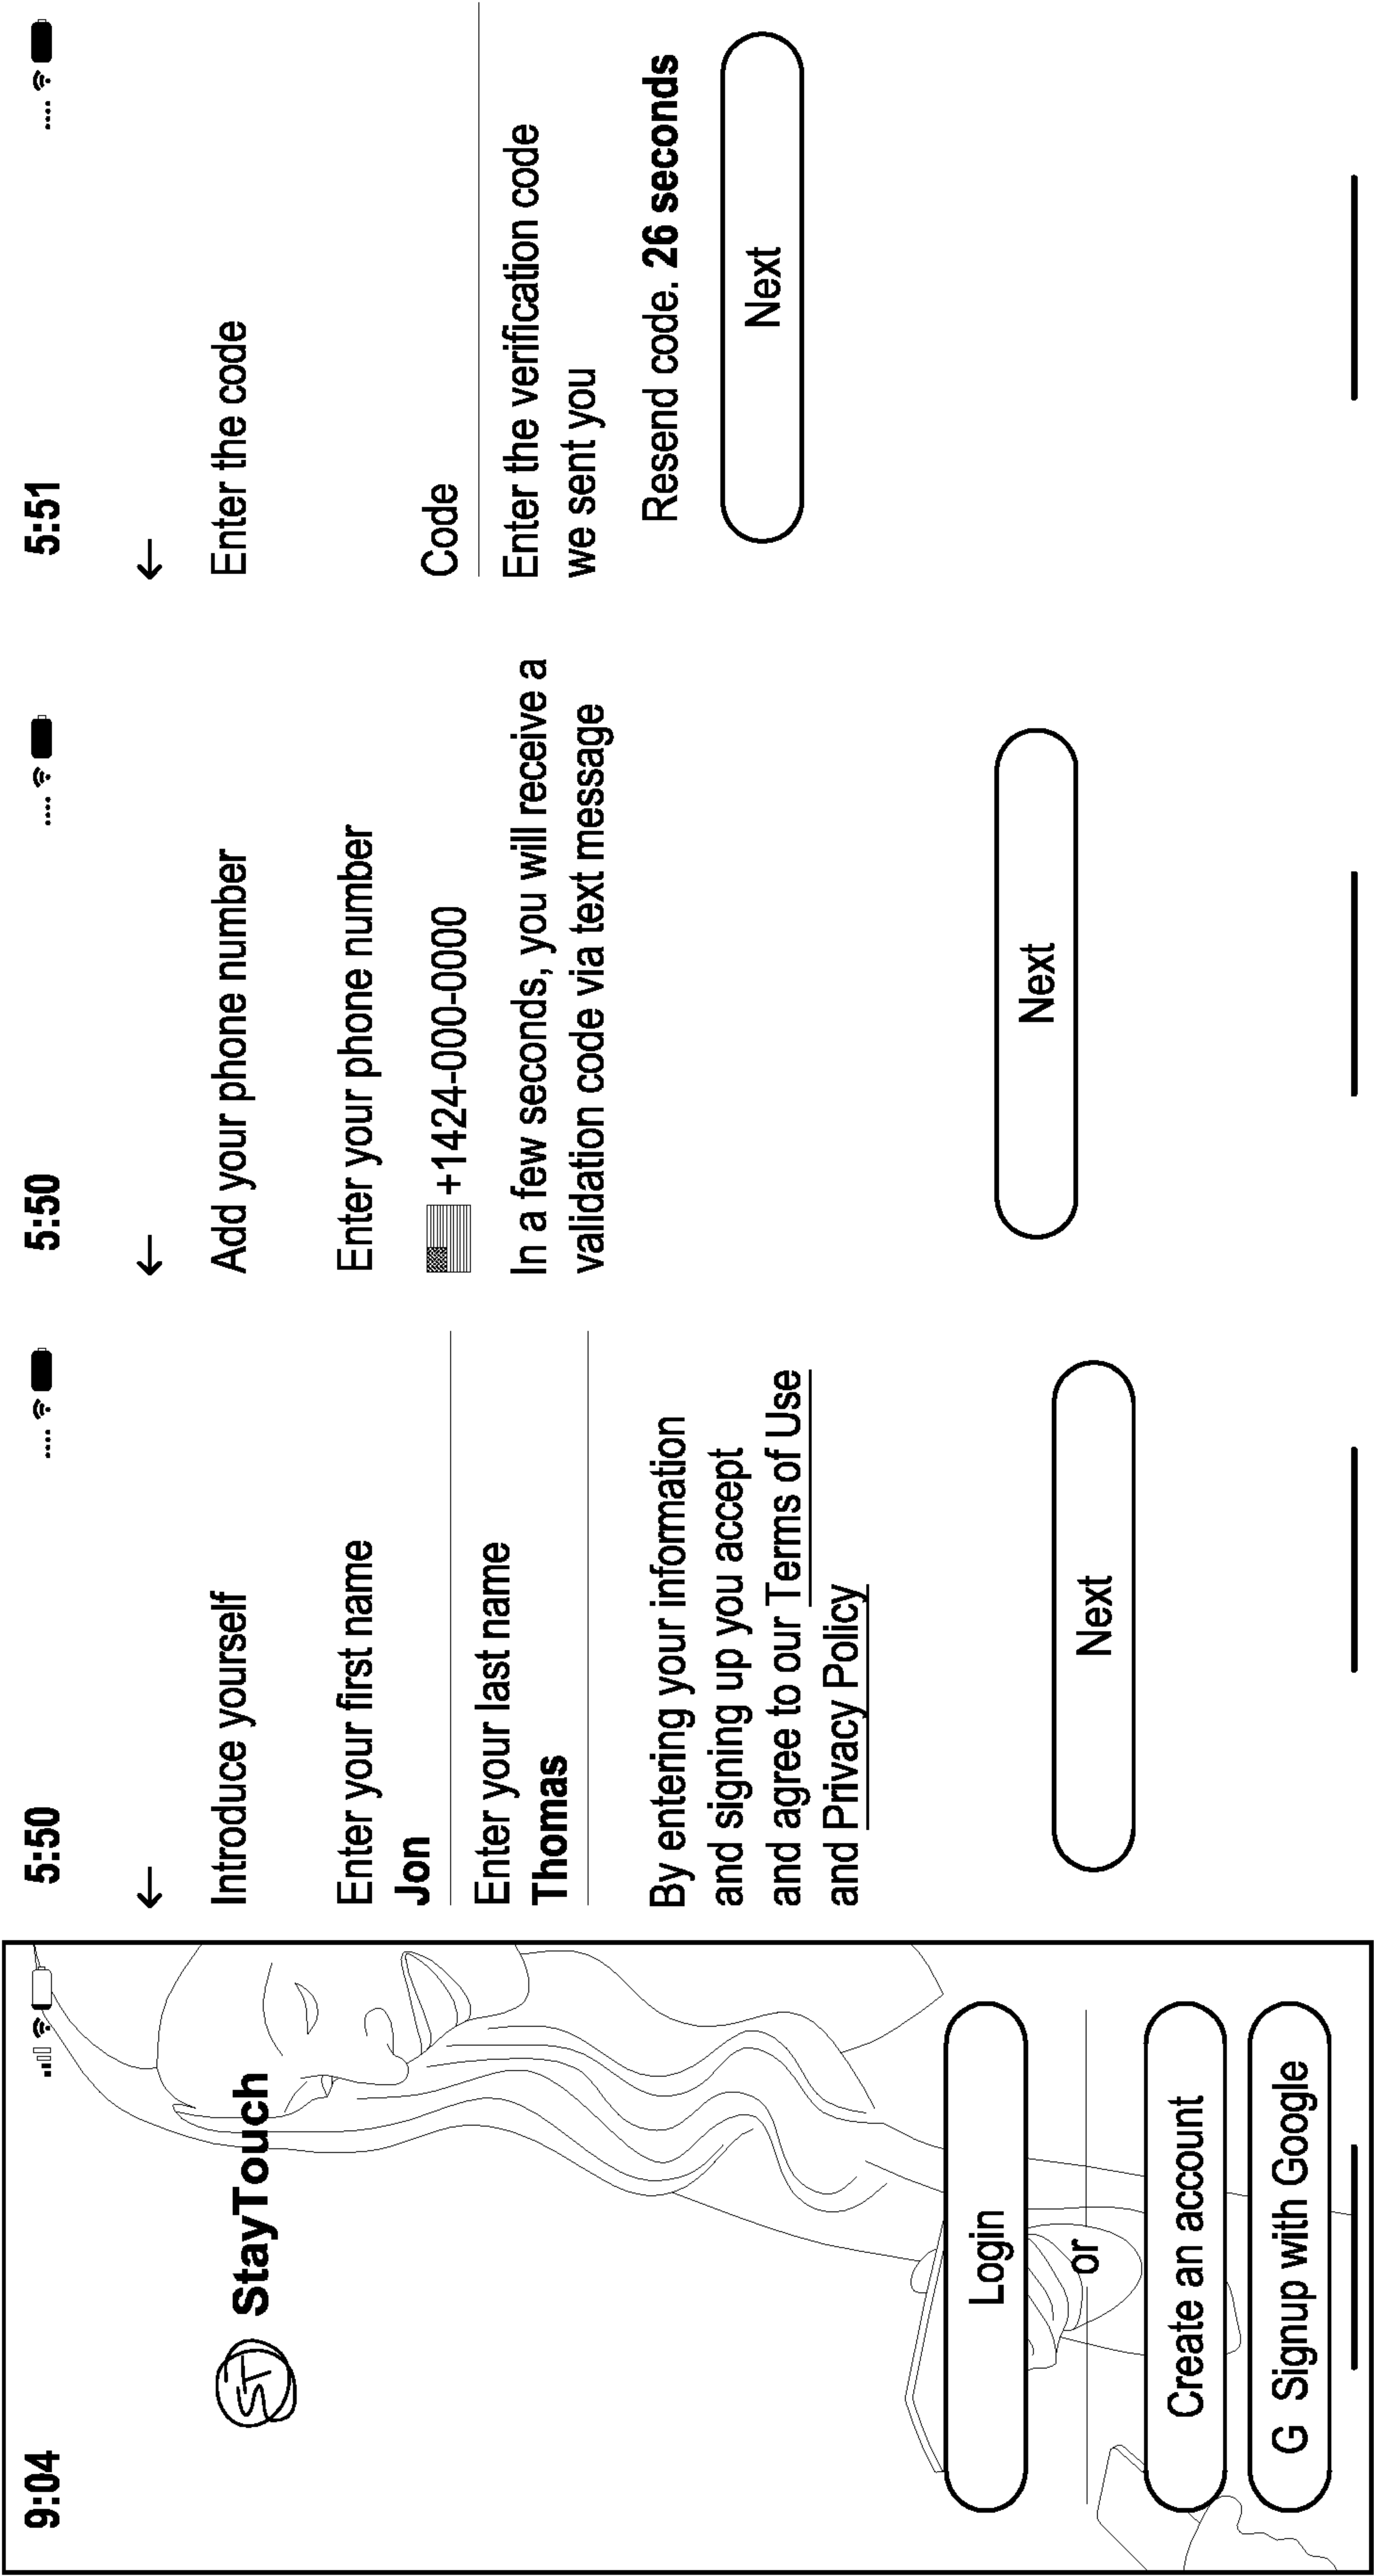 9:04
ST StayTouch
Login
or
Create an account
G Signup with Google
5:50
Introduce yourself
Enter your first name
Jon
Enter your last name
Thomas
By entering your information
and signing up you accept
and agree to our Terms of Use
and Privacy Policy
Next
5:50
Add your phone number
Enter your phone number
+1424-000-0000
In a few seconds, you will receive a
validation code via text message
Next
5:51
Enter the code
Code
Enter the verification code
we sent you
Resend code. 26 seconds
Next